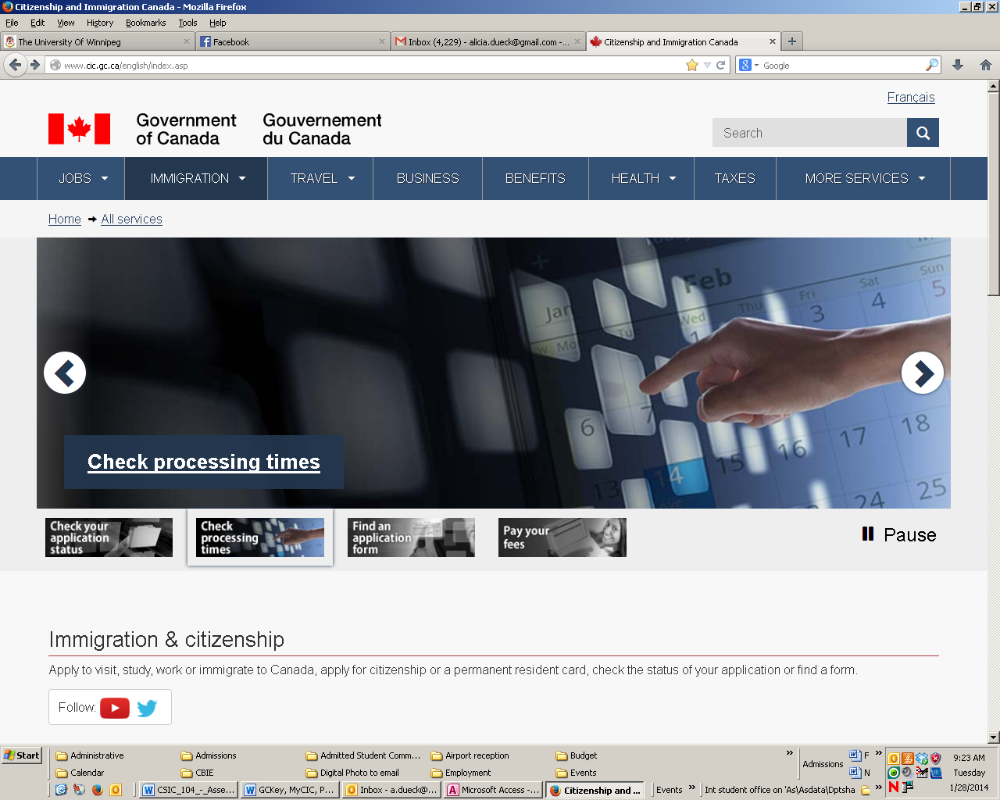 Citizenship and Immigration Canada - Mozilla Firefox
File Edit View History Bookmarks Tools Help
The University Of Winnipeg
Facebook
Inbox (4,229) - alicia.dueck@gmail.com -...
Citizenship and Immigration Canada
www.cic.gc.ca/english/index.asp
Google
Français
Government of Canada
Gouvernement du Canada
Search
JOBS IMMIGRATION TRAVEL BUSINESS BENEFITS HEALTH TAXES MORE SERVICES
Home All services
Jan
Feb
Mo Tu Wed Thu Fri Sat Sun
1 3 4 5
6 7
13 14 15 16 17 18
24 25
Check processing times
Check your application status
Check processing times
Find an application form
Pay your fees
Pause
Immigration & citizenship
Apply to visit, study, work or immigrate to Canada, apply for citizenship or a permanent resident card, check the status of your application or find a form.
Follow:
Start
Administrative Admissions Admitted Student Comm... Airport reception Budget
Calendar CBIE Digital Photo to email Employment Events
Admissions
F
N
CSIC_104_-_Asse...
GCKey, MyCIC, P...
Inbox - a.dueck@...
Microsoft Access - ...
Citizenship and ...
Events
Int student office on 'As\Asdata\Dptsha
9:23 AM
Tuesday
1/28/2014